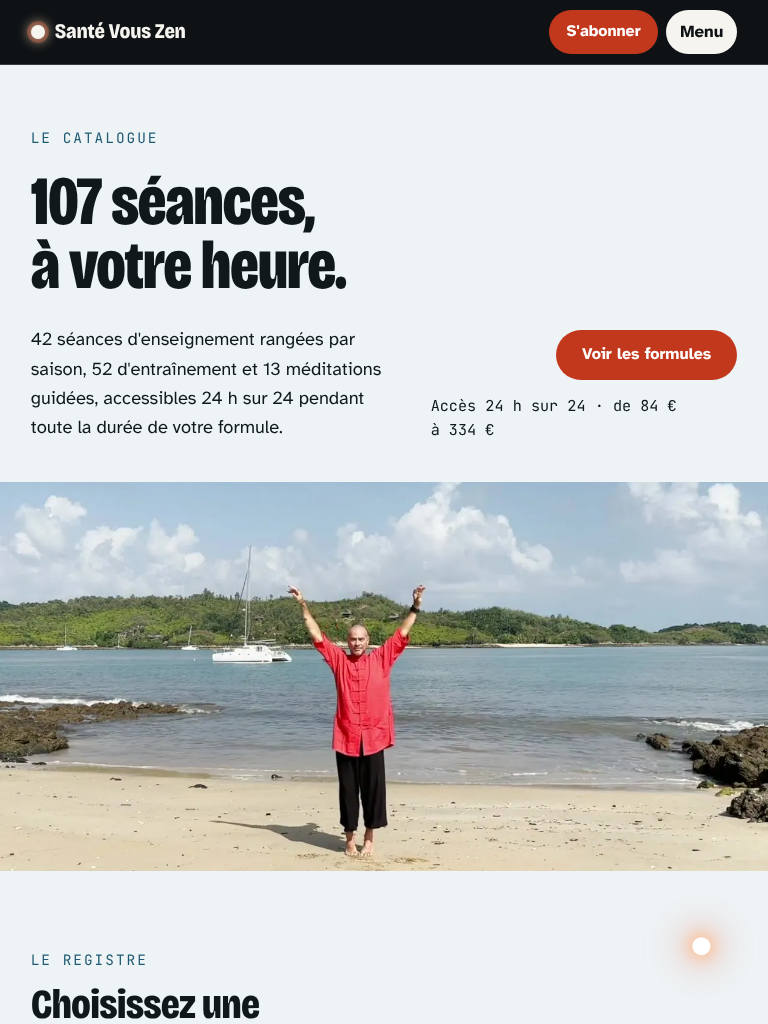 Santé Vous Zen
S'abonner
Menu
LE CATALOGUE
107 séances,
à votre heure.
42 séances d'enseignement rangées par
saison, 52 d'entraînement et 13 méditations
guidées, accessibles 24 h sur 24 pendant
toute la durée de votre formule.
Voir les formules
Accès 24 h sur 24 · de 84 €
à 334 €
LE REGISTRE
Choisissez une